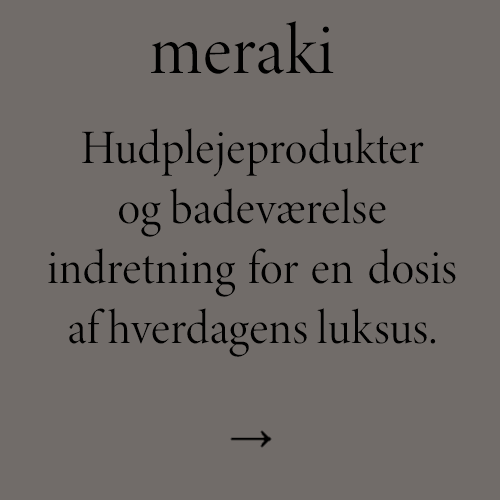 meraki
Hudplejeprodukter
og badeværelse
indretning for en dosis
af hverdagens luksus.
→